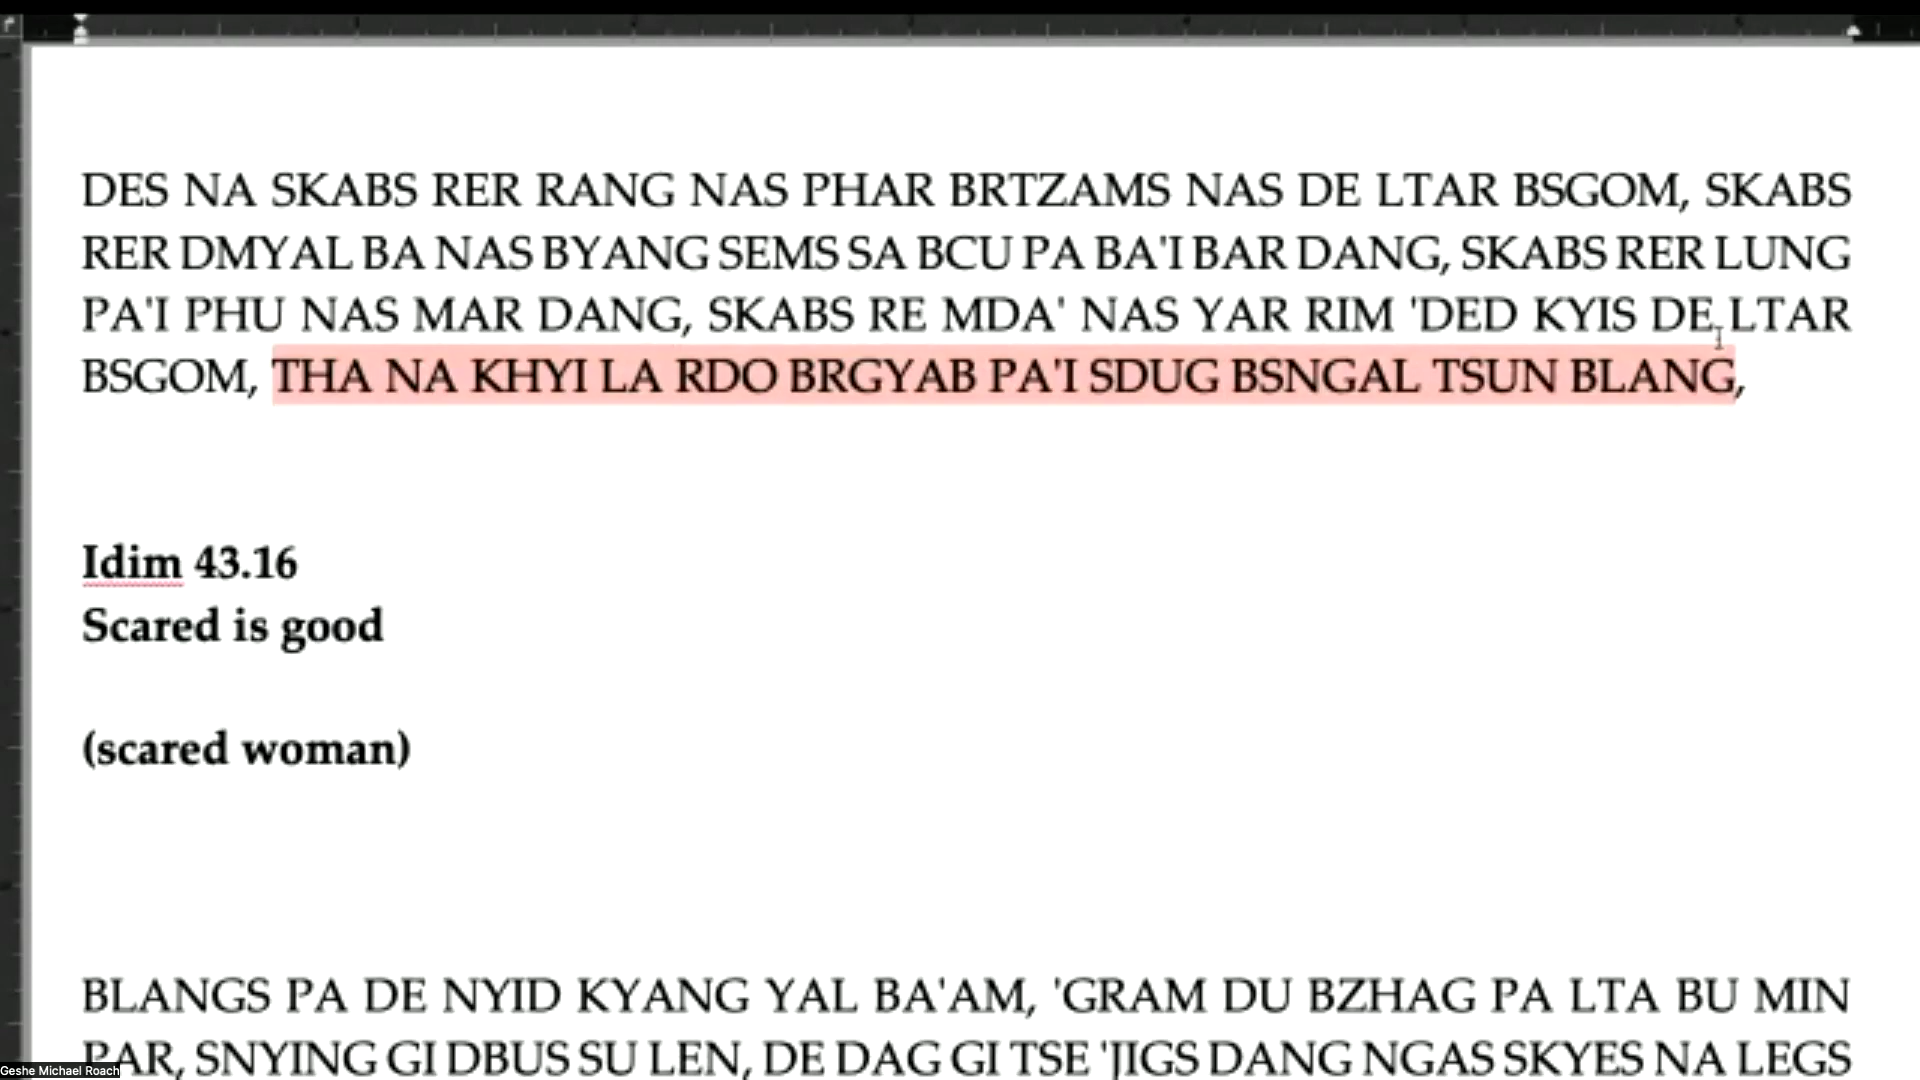 DES NA SKABS RER RANG NAS PHAR BRTZAMS NAS DE LTAR BSGOM, SKABS
RER DMYAL BA NAS BYANG SEMS SA BCU PA BA'I BAR DANG, SKABS RER LUNG
PA'I PHU NAS MAR DANG, SKABS RE MDA' NAS YAR RIM 'DED KYIS DE LTAR
BSGOM, THA NA KHYI LA RDO BRGYAB PA'I SDUG BSNGAL TSUN BLANG,
Idim 43.16
Scared is good
(scared woman)
BLANGS PA DE NYID KYANG YAL BA'AM, 'GRAM DU BZHAG PA LTA BU MIN
PAR, SNYING GI DBUS SU LEN, DE DAG GI TSE 'JIGS DANG NGAS SKYES NA LEGS
Geshe Michael Roach